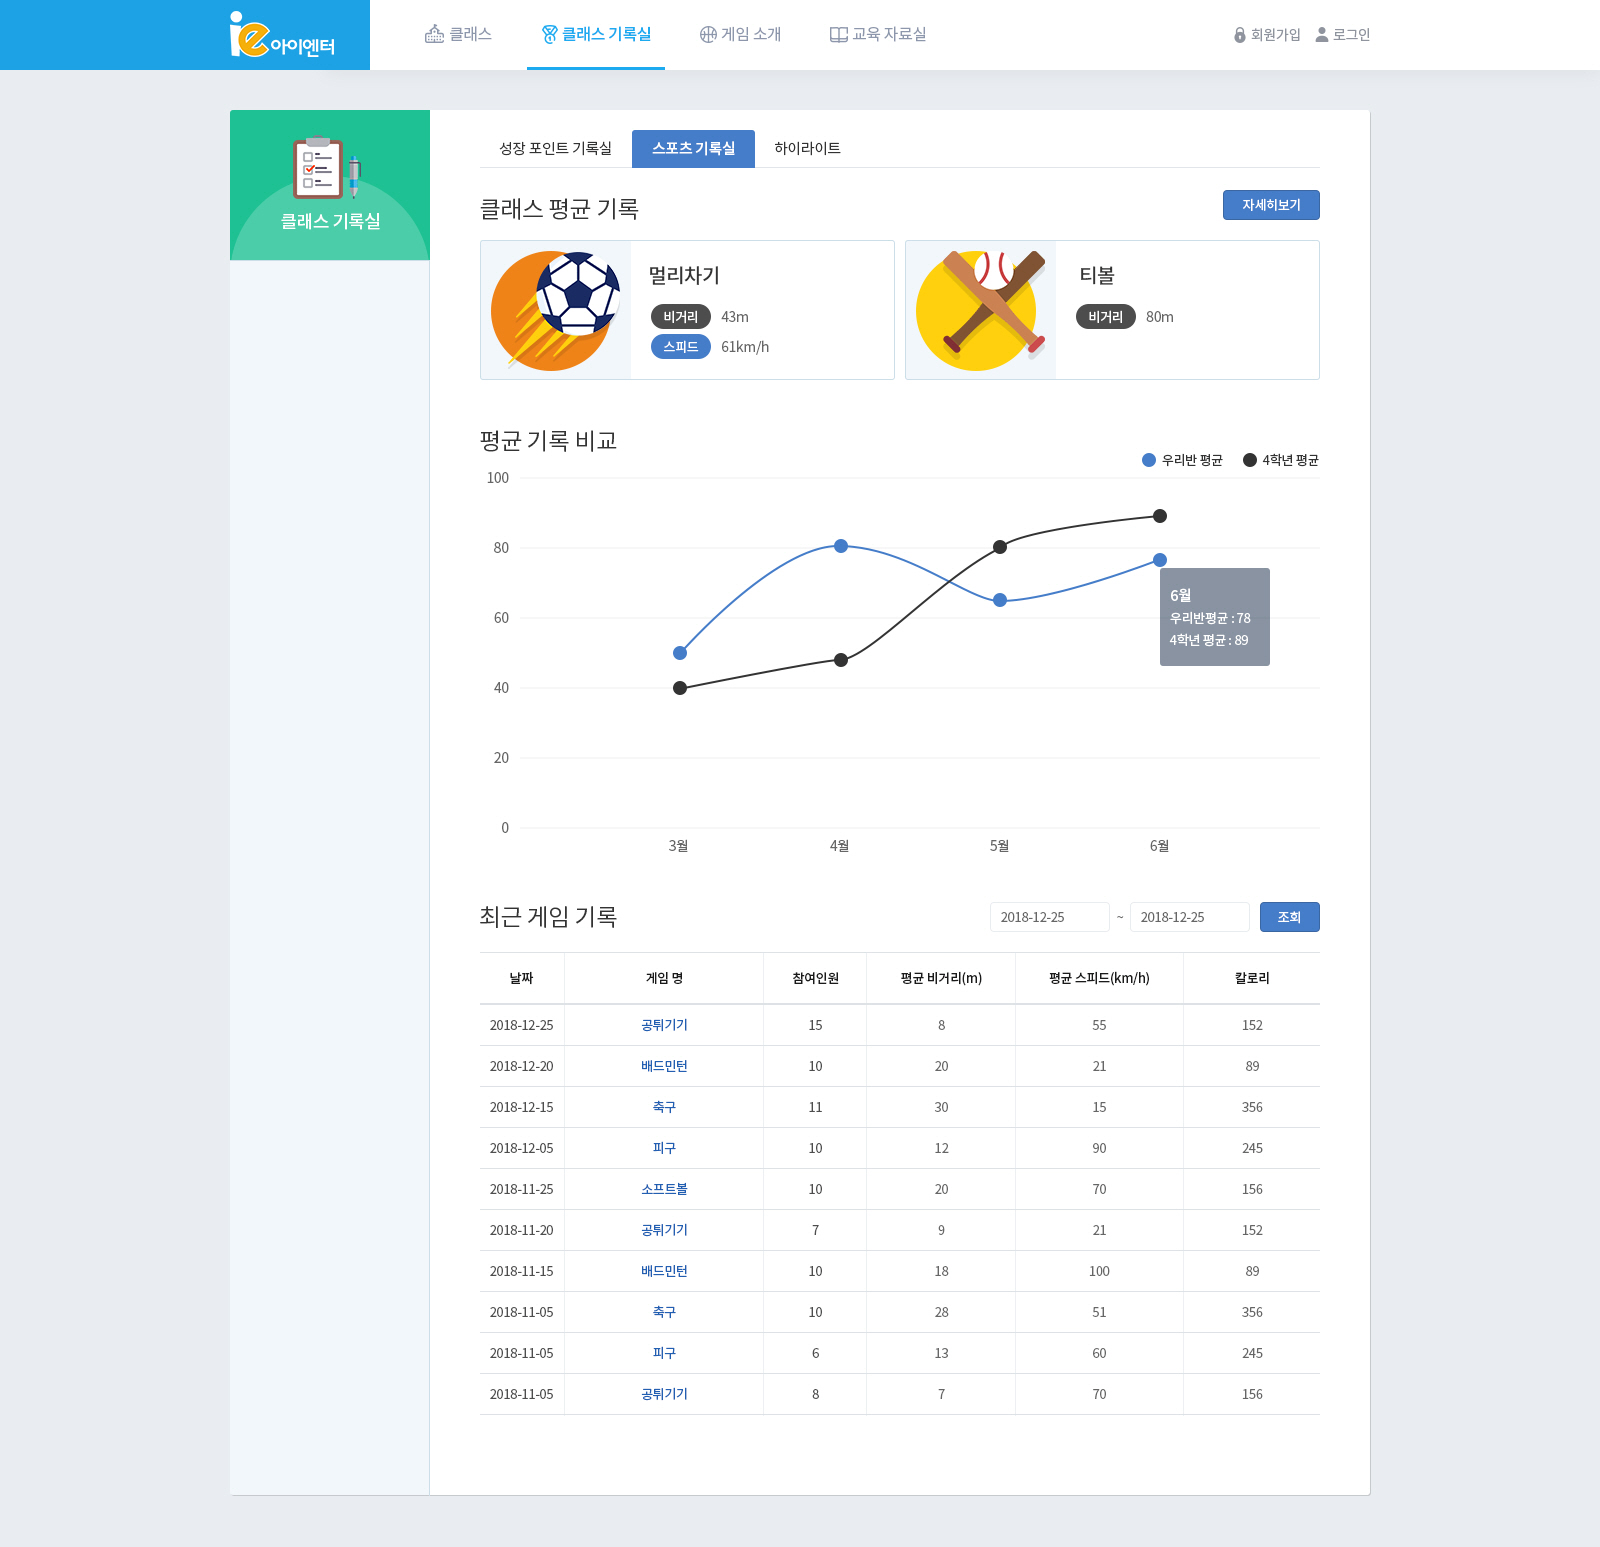 ie 아이엔터
클래스
클래스 기록실
게임 소개
교육 자료실
회원가입
로그인
클래스 기록실
성장 포인트 기록실
스포츠 기록실
하이라이트
클래스 평균 기록
자세히보기
멀리차기
비거리 43m
스피드 61km/h
티볼
비거리 80m
평균 기록 비교
우리반 평균
4학년 평균
100
80
60
40
20
0
6월
우리반평균 : 78
4학년 평균 : 89
3월
4월
5월
6월
최근 게임 기록
2018-12-25 ~ 2018-12-25 조회
날짜 게임 명 참여인원 평균 비거리(m) 평균 스피드(km/h) 칼로리
2018-12-25 공튀기기 15 8 55 152
2018-12-20 배드민턴 10 20 21 89
2018-12-15 축구 11 30 15 356
2018-12-05 피구 10 12 90 245
2018-11-25 소프트볼 10 20 70 156
2018-11-20 공튀기기 7 9 21 152
2018-11-15 배드민턴 10 18 100 89
2018-11-05 축구 10 28 51 356
2018-11-05 피구 6 13 60 245
2018-11-05 공튀기기 8 7 70 156